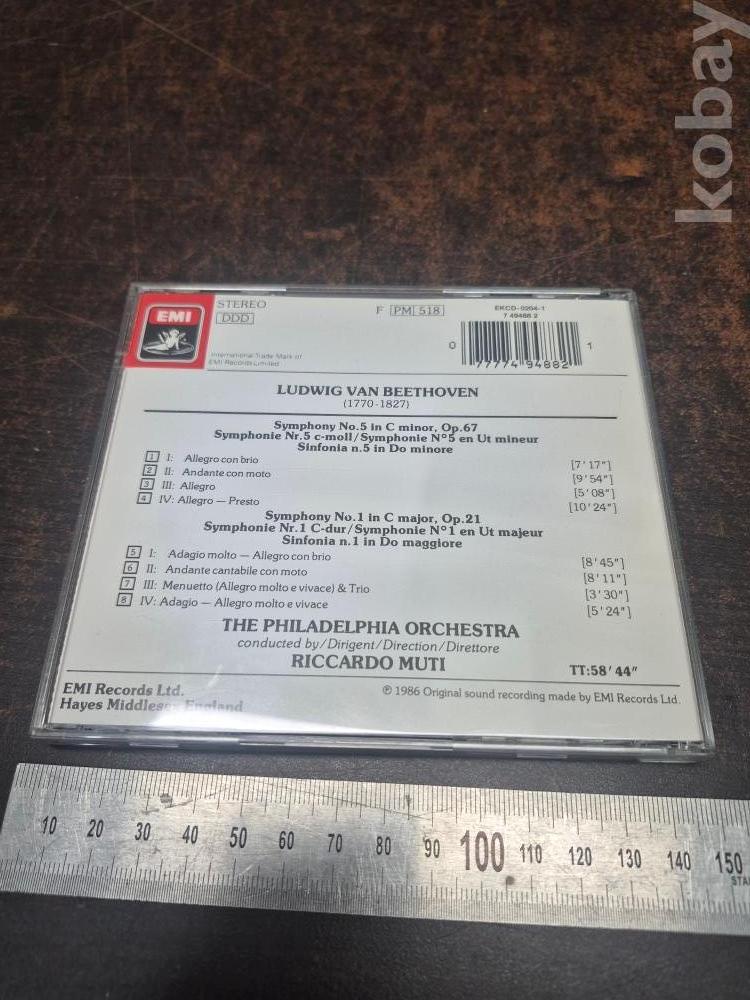 kobay
EMI
STEREO
DDD
F PM 518
EKCD-0204-1
7 49488 2
0 77774 94882 1
International Trade Mark of
EMI Records Limited
LUDWIG VAN BEETHOVEN
(1770-1827)
Symphony No.5 in C minor, Op.67
Symphonie Nr.5 c-moll/Symphonie N°5 en Ut mineur
Sinfonia n.5 in Do minore
1 I: Allegro con brio [7'17"]
2 II: Andante con moto [9'54"]
3 III: Allegro [5'08"]
4 IV: Allegro — Presto [10'24"]
Symphony No.1 in C major, Op.21
Symphonie Nr.1 C-dur/Symphonie N°1 en Ut majeur
Sinfonia n.1 in Do maggiore
5 I: Adagio molto — Allegro con brio [8'45"]
6 II: Andante cantabile con moto [8'11"]
7 III: Menuetto (Allegro molto e vivace) & Trio [3'30"]
8 IV: Adagio — Allegro molto e vivace [5'24"]
THE PHILADELPHIA ORCHESTRA
conducted by/Dirigent/Direction/Direttore
RICCARDO MUTI
TT:58'44"
EMI Records Ltd.
Hayes Middlesex England
℗ 1986 Original sound recording made by EMI Records Ltd.
10 20 30 40 50 60 70 80 90 100 110 120 130 140 150